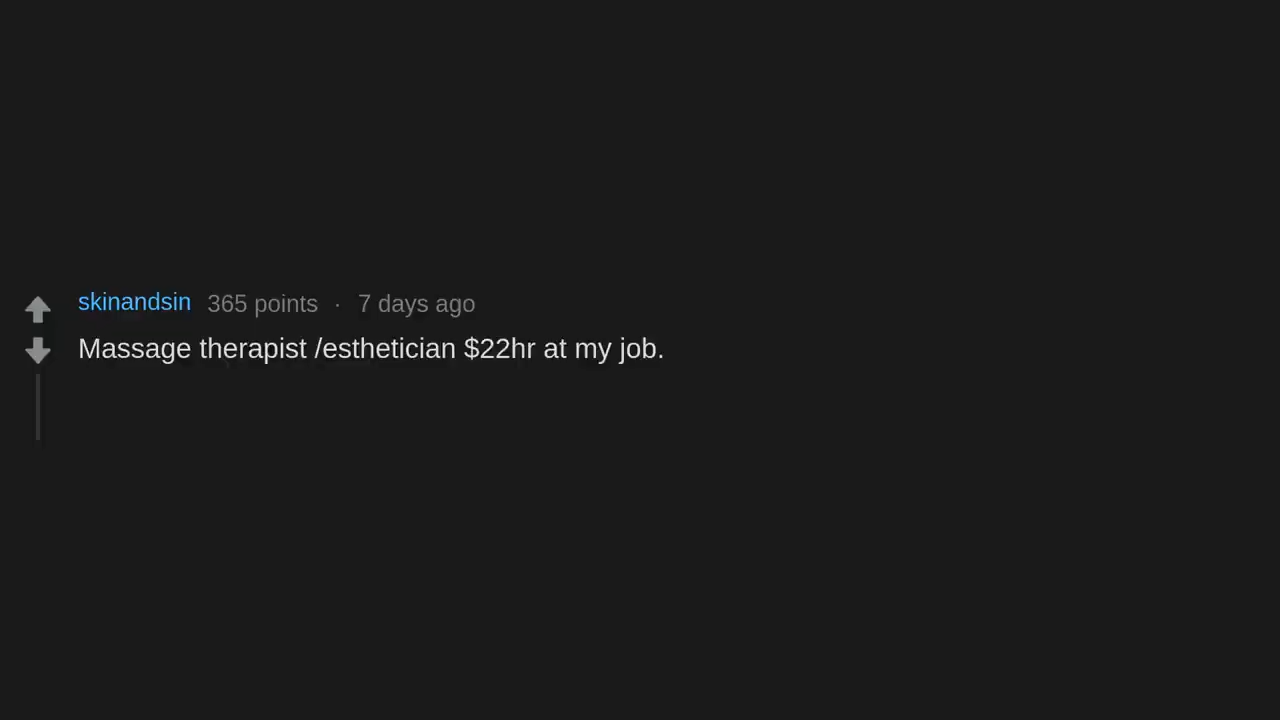 skinandsin 365 points · 7 days ago
Massage therapist /esthetician $22hr at my job.